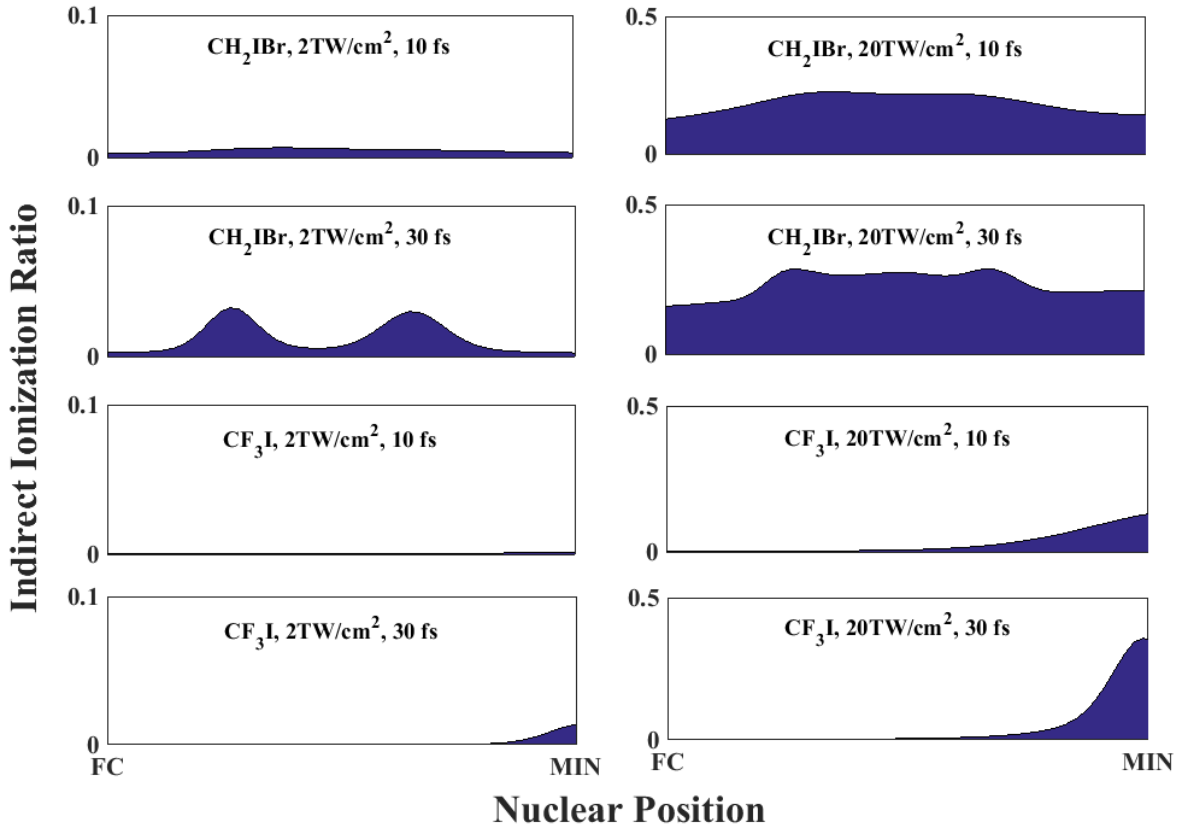 0.1
CH2IBr, 2TW/cm2, 10 fs
0
0.5
CH2IBr, 20TW/cm2, 10 fs
0
0.1
CH2IBr, 2TW/cm2, 30 fs
0
0.5
CH2IBr, 20TW/cm2, 30 fs
0
0.1
CF3I, 2TW/cm2, 10 fs
0
0.5
CF3I, 20TW/cm2, 10 fs
0
0.1
CF3I, 2TW/cm2, 30 fs
0
FC
MIN
0.5
CF3I, 20TW/cm2, 30 fs
0
FC
MIN
Indirect Ionization Ratio
Nuclear Position